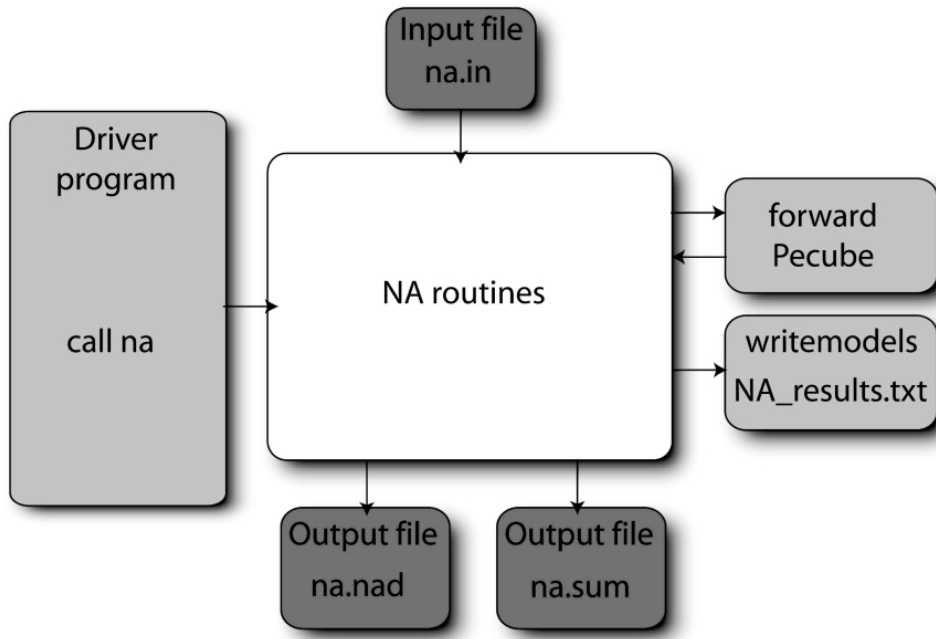 Input file
na.in
Driver
program
call na
NA routines
forward
Pecube
writemodels
NA_results.txt
Output file
na.nad
Output file
na.sum